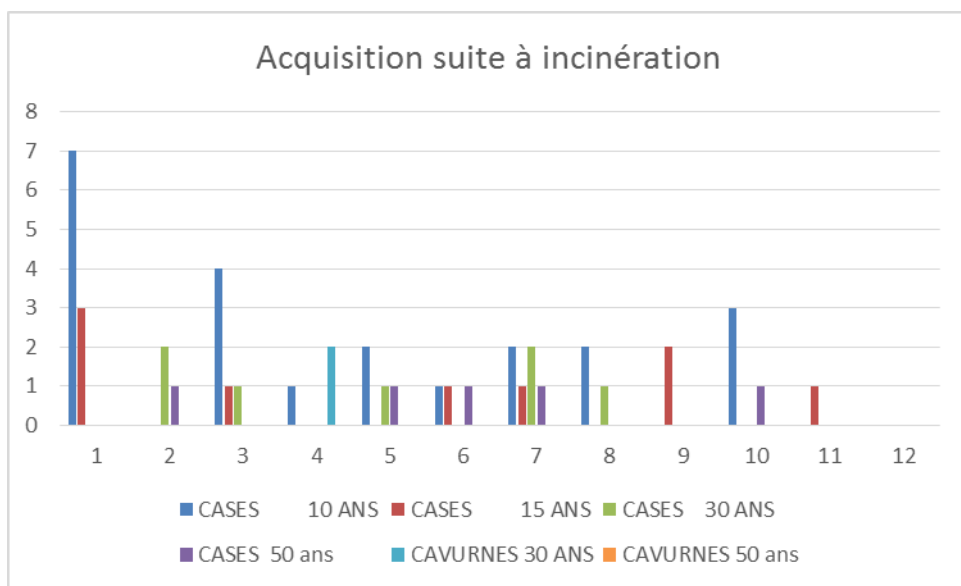 Acquisition suite à incinération
8
7
6
5
4
3
2
1
0
1 2 3 4 5 6 7 8 9 10 11 12
CASES 10 ANS CASES 15 ANS CASES 30 ANS
CASES 50 ans CAVURNES 30 ANS CAVURNES 50 ans